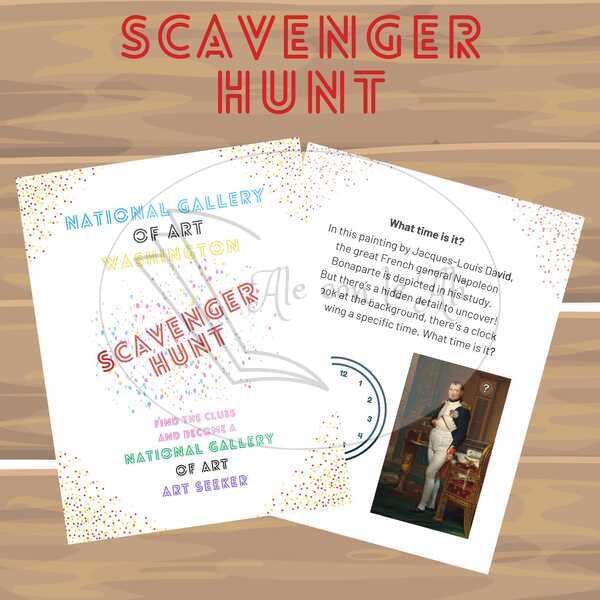 SCAVENGER
HUNT
NATIONAL GALLERY
OF ART
WASHINGTON
SCAVENGER
HUNT
FIND THE CLUES
AND BECOME A
NATIONAL GALLERY
OF ART
ART SEEKER
What time is it?
In this painting by Jacques-Louis David,
the great French general Napoleon
Bonaparte is depicted in his study.
But there's a hidden detail to uncover!
ook at the background, there's a clock
wing a specific time. What time is it?
12
1
2
3
4
?
Ale con la A